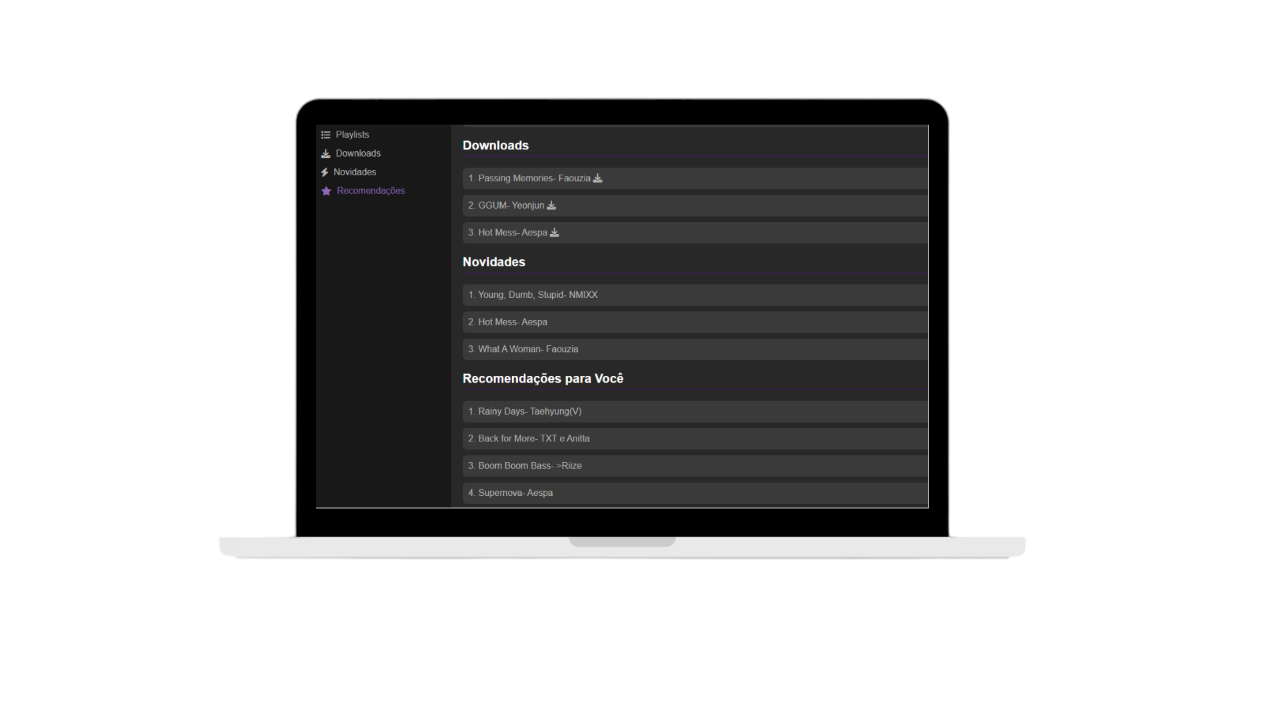 Playlists
Downloads
Novidades
Recomendações
Downloads
1. Passing Memories- Faouzia
2. GGUM- Yeonjun
3. Hot Mess- Aespa
Novidades
1. Young, Dumb, Stupid- NMIXX
2. Hot Mess- Aespa
3. What A Woman- Faouzia
Recomendações para Você
1. Rainy Days- Taehyung(V)
2. Back for More- TXT e Anitta
3. Boom Boom Bass- >Riize
4. Supernova- Aespa